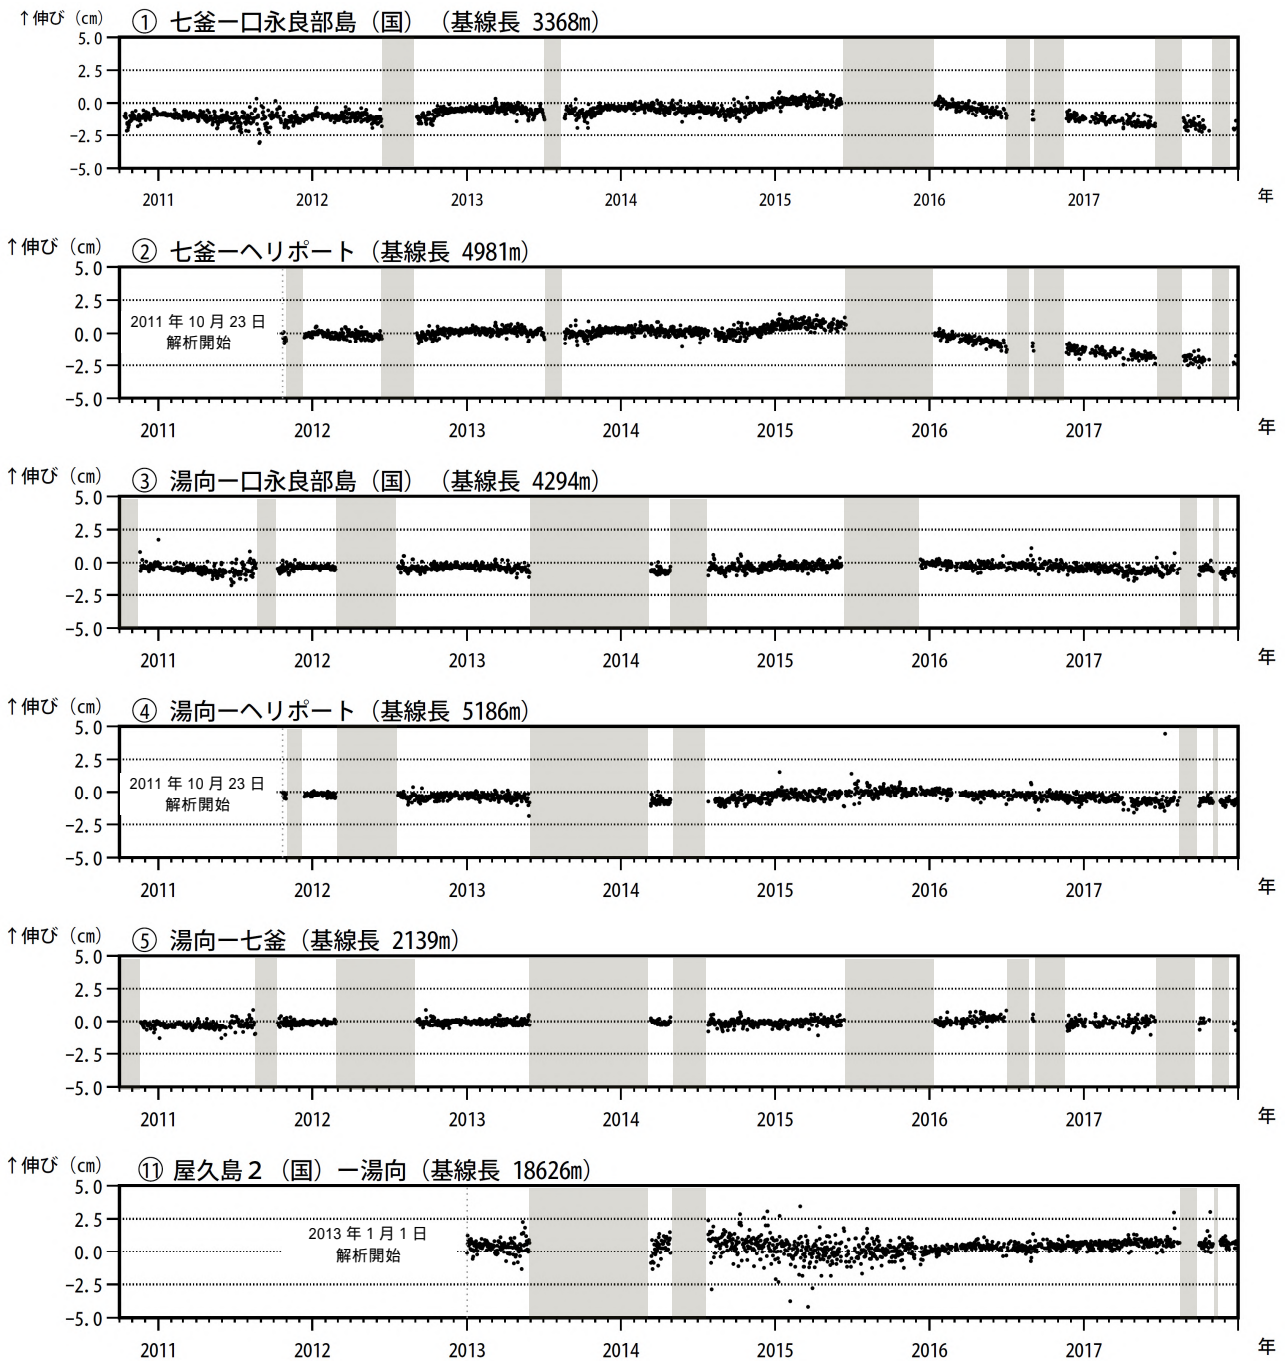 ↑伸び（cm） ① 七釜ー口永良部島（国）（基線長 3368m）
5.0
2.5
0.0
−2.5
−5.0
2011 2012 2013 2014 2015 2016 2017 年
↑伸び（cm） ② 七釜ーヘリポート（基線長 4981m）
5.0
2.5
2011 年 10 月 23 日
0.0
解析開始
−2.5
−5.0
2011 2012 2013 2014 2015 2016 2017 年
↑伸び（cm） ③ 湯向ー口永良部島（国）（基線長 4294m）
5.0
2.5
0.0
−2.5
−5.0
2011 2012 2013 2014 2015 2016 2017 年
↑伸び（cm） ④ 湯向ーヘリポート（基線長 5186m）
5.0
2.5
2011 年 10 月 23 日
0.0
解析開始
−2.5
−5.0
2011 2012 2013 2014 2015 2016 2017 年
↑伸び（cm） ⑤ 湯向ー七釜（基線長 2139m）
5.0
2.5
0.0
−2.5
−5.0
2011 2012 2013 2014 2015 2016 2017 年
↑伸び（cm） ⑪ 屋久島２（国）ー湯向（基線長 18626m）
5.0
2.5
2013 年 1 月 1 日
0.0
解析開始
−2.5
−5.0
2011 2012 2013 2014 2015 2016 2017 年